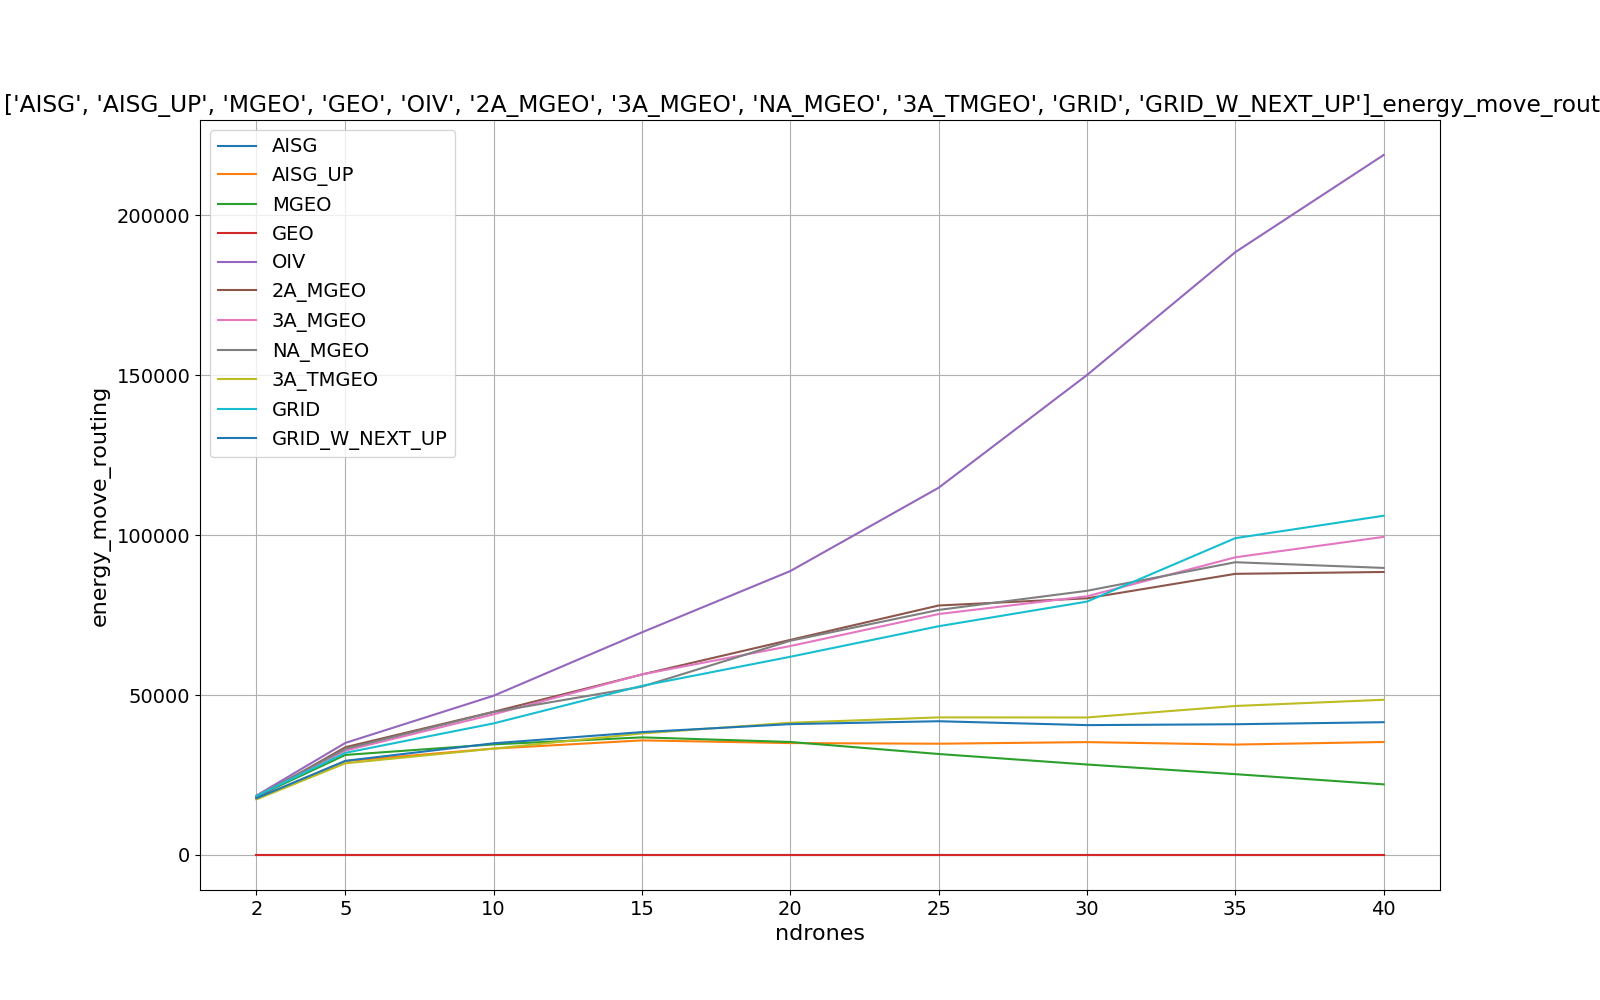 ['AISG', 'AISG_UP', 'MGEO', 'GEO', 'OIV', '2A_MGEO', '3A_MGEO', 'NA_MGEO', '3A_TMGEO', 'GRID', 'GRID_W_NEXT_UP']_energy_move_rout
AISG
AISG_UP
MGEO
GEO
OIV
2A_MGEO
3A_MGEO
NA_MGEO
3A_TMGEO
GRID
GRID_W_NEXT_UP
energy_move_routing
200000
150000
100000
50000
0
2 5 10 15 20 25 30 35 40
ndrones